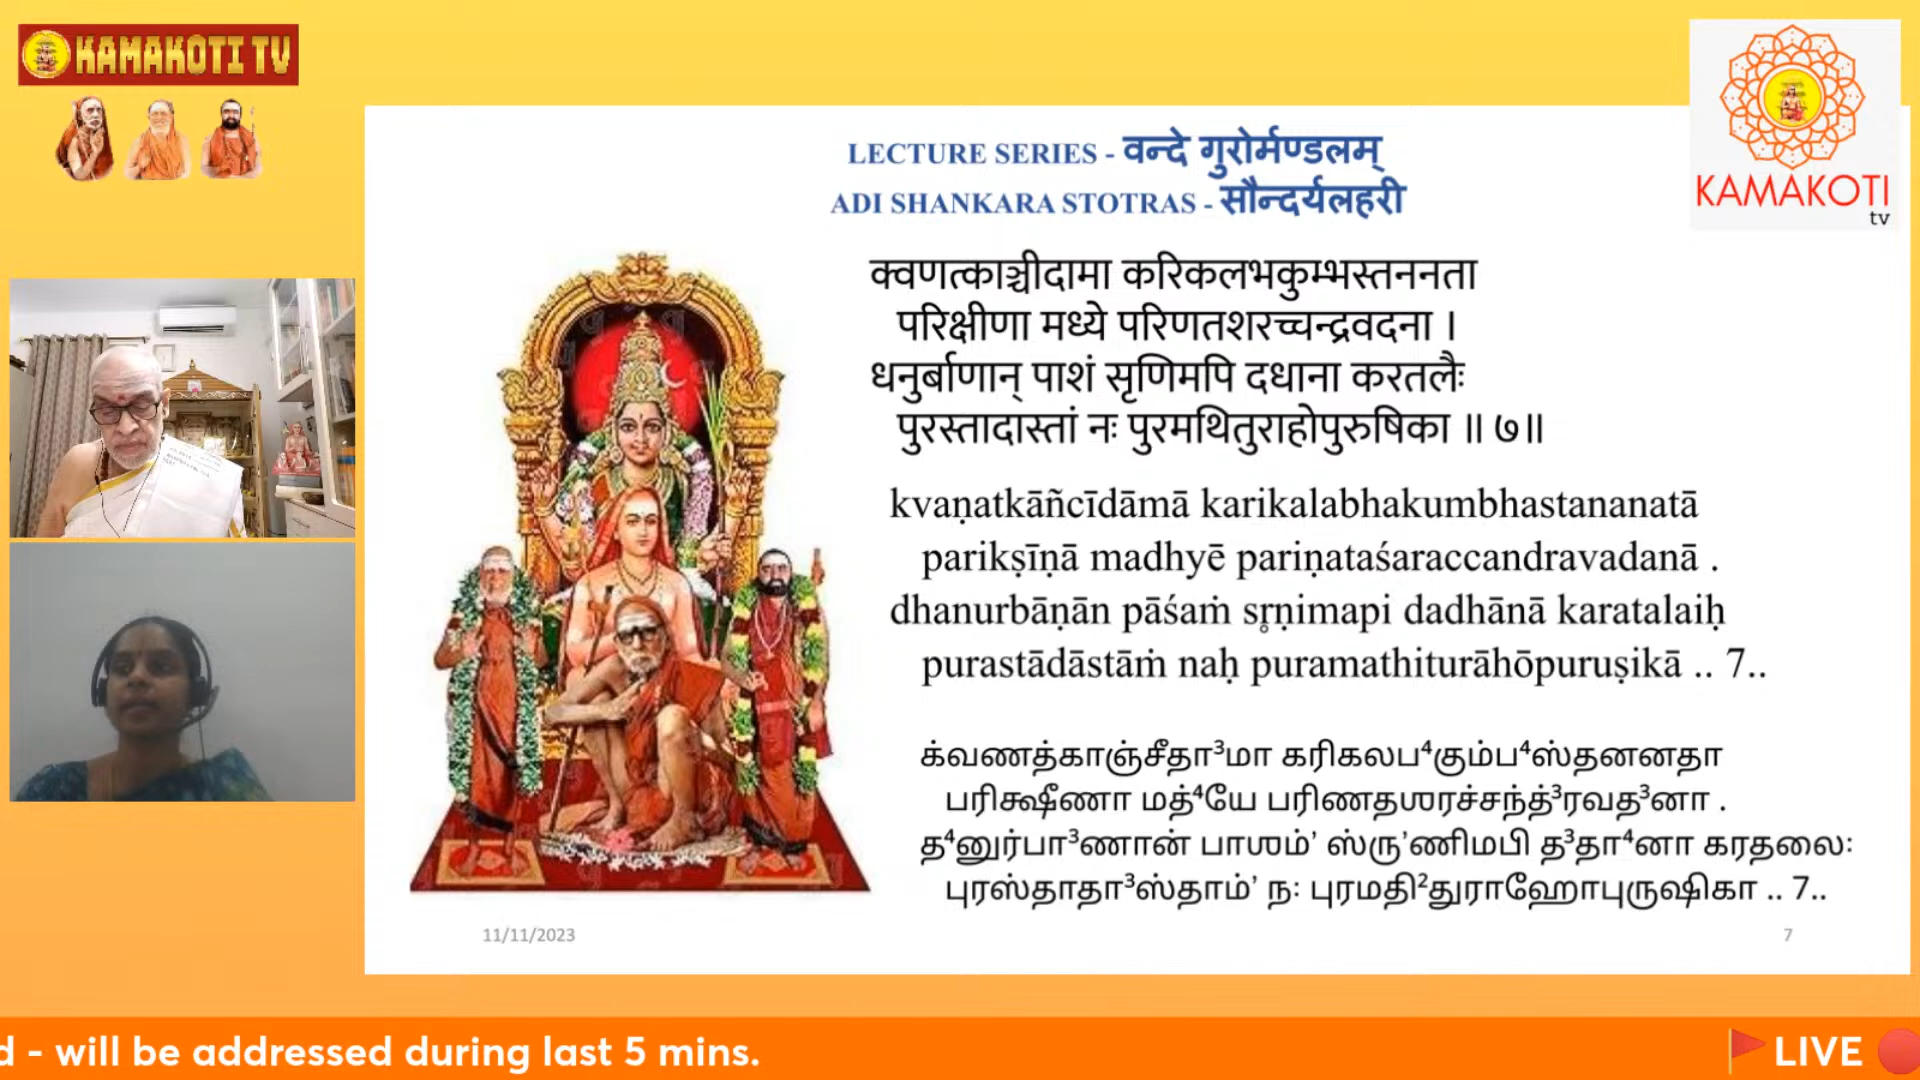 KAMAKOTI TV
KAMAKOTI
tv
LECTURE SERIES - वन्दे गुरोर्मण्डलम्
ADI SHANKARA STOTRAS - सौन्दर्यलहरी
क्वणत्काञ्चीदामा करिकलभकुम्भस्तननता
परिक्षीणा मध्ये परिणतशरच्चन्द्रवदना ।
धनुर्बाणान् पाशं सृणिमपि दधाना करतलैः
पुरस्तादास्तां नः पुरमथितुराहोपुरुषिका ॥ ७॥
kvaṇatkāñcīdāmā karikalabhakumbhastananatā
parikṣīṇā madhyē pariṇataśaraccandravadanā .
dhanurbāṇān pāśaṁ sr̥ṇimapi dadhānā karatalaiḥ
purastādāstāṁ naḥ puramathiturāhōpuruṣikā .. 7..
க்வணத்காஞ்சீதா³மா கரிகலப⁴கும்ப⁴ஸ்தனனதா
பரிக்ஷீணா மத்⁴யே பரிணதஶரச்சந்த்³ரவத³னா .
த⁴னுர்பா³ணான் பாஶம்ʼ ஸ்ருʼணிமபி த³தா⁴னா கரதலை꞉
புரஸ்தாதா³ஸ்தாம்ʼ ந꞉ புரமதி²துராஹோபுருஷிகா .. 7..
11/11/2023
7
d - will be addressed during last 5 mins.
LIVE